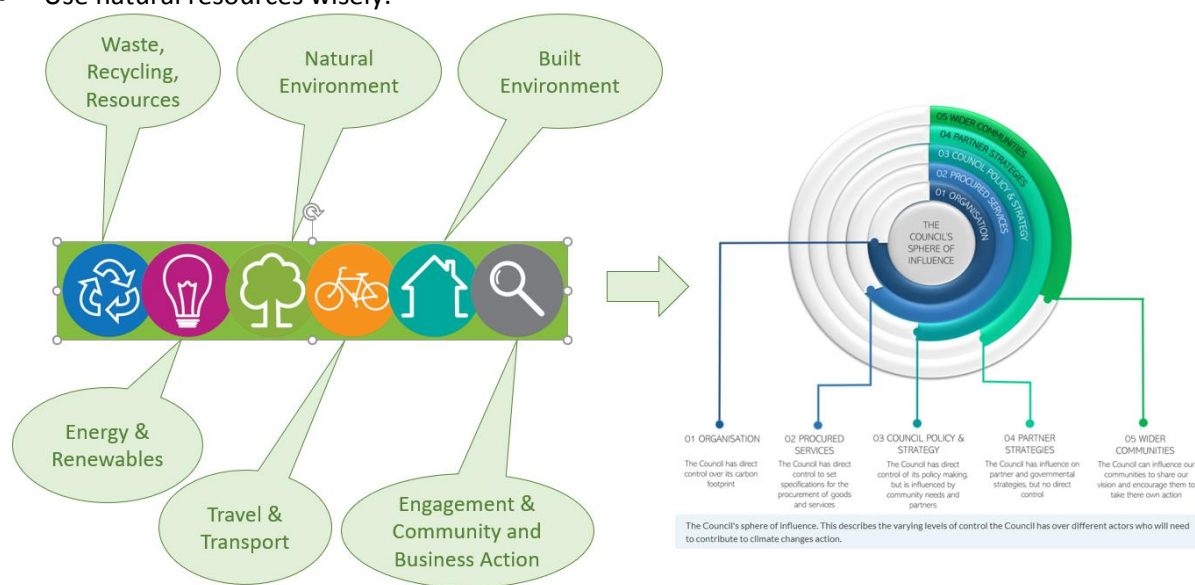 Use natural resources wisely.
Waste,
Recycling,
Resources
Natural
Environment
Built
Environment
Energy &
Renewables
Travel &
Transport
Engagement &
Community and
Business Action
05 WIDER COMMUNITIES
04 PARTNER STRATEGIES
03 COUNCIL POLICY & STRATEGY
02 PROCURED SERVICES
01 ORGANISATION
THE
COUNCIL'S
SPHERE OF
INFLUENCE
01 ORGANISATION
The Council has direct
control over its carbon
footprint
02 PROCURED
SERVICES
The Council has direct
control to set
specifications for the
procurement of goods
and services
03 COUNCIL POLICY &
STRATEGY
The Council has direct
control of its policy making,
but is influenced by
community needs and
partners
04 PARTNER
STRATEGIES
The Council has influence on
partner and governmental
strategies, but no direct
control
05 WIDER
COMMUNITIES
The Council can influence our
communities to share our
vision and encourage them to
take there own action
The Council's sphere of influence. This describes the varying levels of control the Council has over different actors who will need
to contribute to climate changes action.